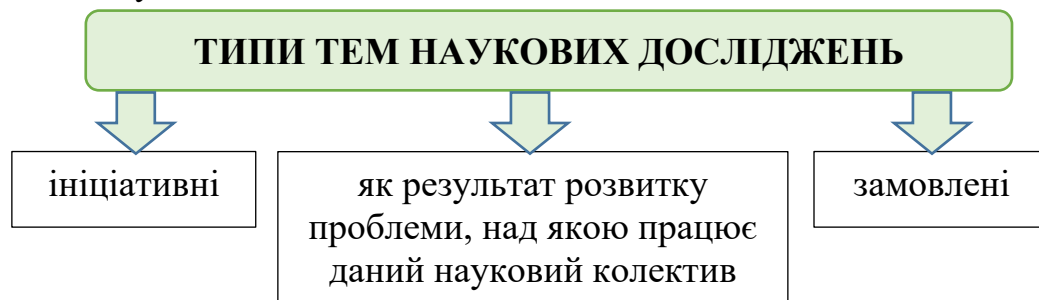 ТИПИ ТЕМ НАУКОВИХ ДОСЛІДЖЕНЬ
ініціативні
як результат розвитку
проблеми, над якою працює
даний науковий колектив
замовлені